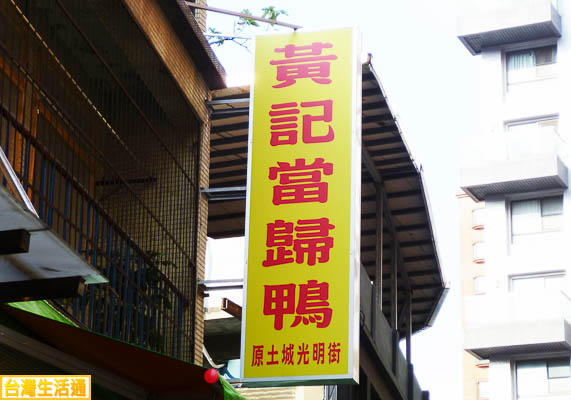 黃記當歸鴨
原土城光明街
台灣生活通